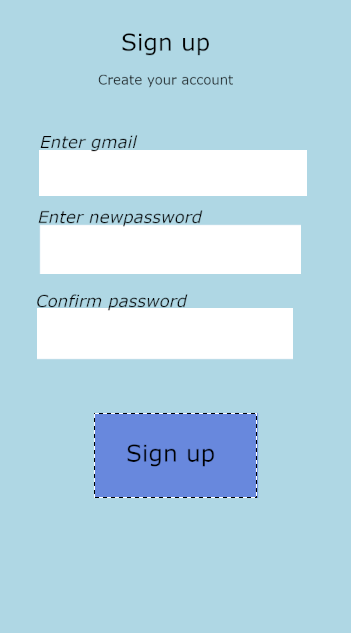 Sign up
Create your account
Enter gmail
Enter newpassword
Confirm password
Sign up